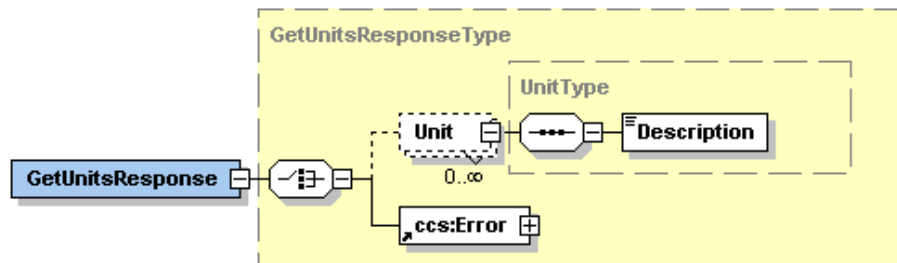 GetUnitsResponseType
UnitType
Unit
Description
0..∞
GetUnitsResponse
ccs:Error